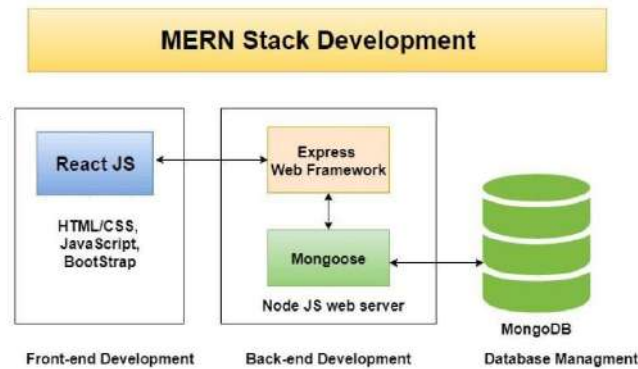 MERN Stack Development
React JS
HTML/CSS,
JavaScript,
BootStrap
Front-end Development
Express
Web Framework
Mongoose
Node JS web server
Back-end Development
MongoDB
Database Managment